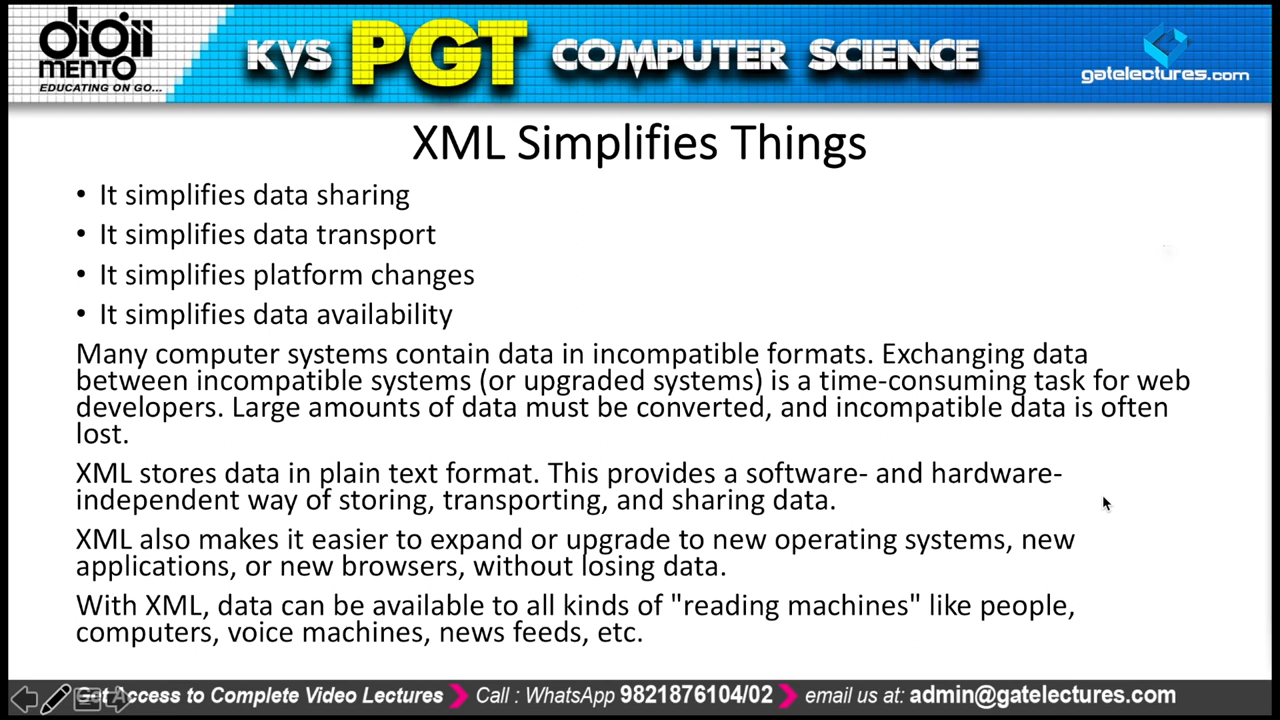 digii
mento
EDUCATING ON GO...
KVS PGT COMPUTER SCIENCE
gatelectures.com
XML Simplifies Things
• It simplifies data sharing
• It simplifies data transport
• It simplifies platform changes
• It simplifies data availability
Many computer systems contain data in incompatible formats. Exchanging data
between incompatible systems (or upgraded systems) is a time-consuming task for web
developers. Large amounts of data must be converted, and incompatible data is often
lost.
XML stores data in plain text format. This provides a software- and hardware-
independent way of storing, transporting, and sharing data.
XML also makes it easier to expand or upgrade to new operating systems, new
applications, or new browsers, without losing data.
With XML, data can be available to all kinds of "reading machines" like people,
computers, voice machines, news feeds, etc.
Get Access to Complete Video Lectures Call : WhatsApp 9821876104/02 email us at: admin@gatelectures.com